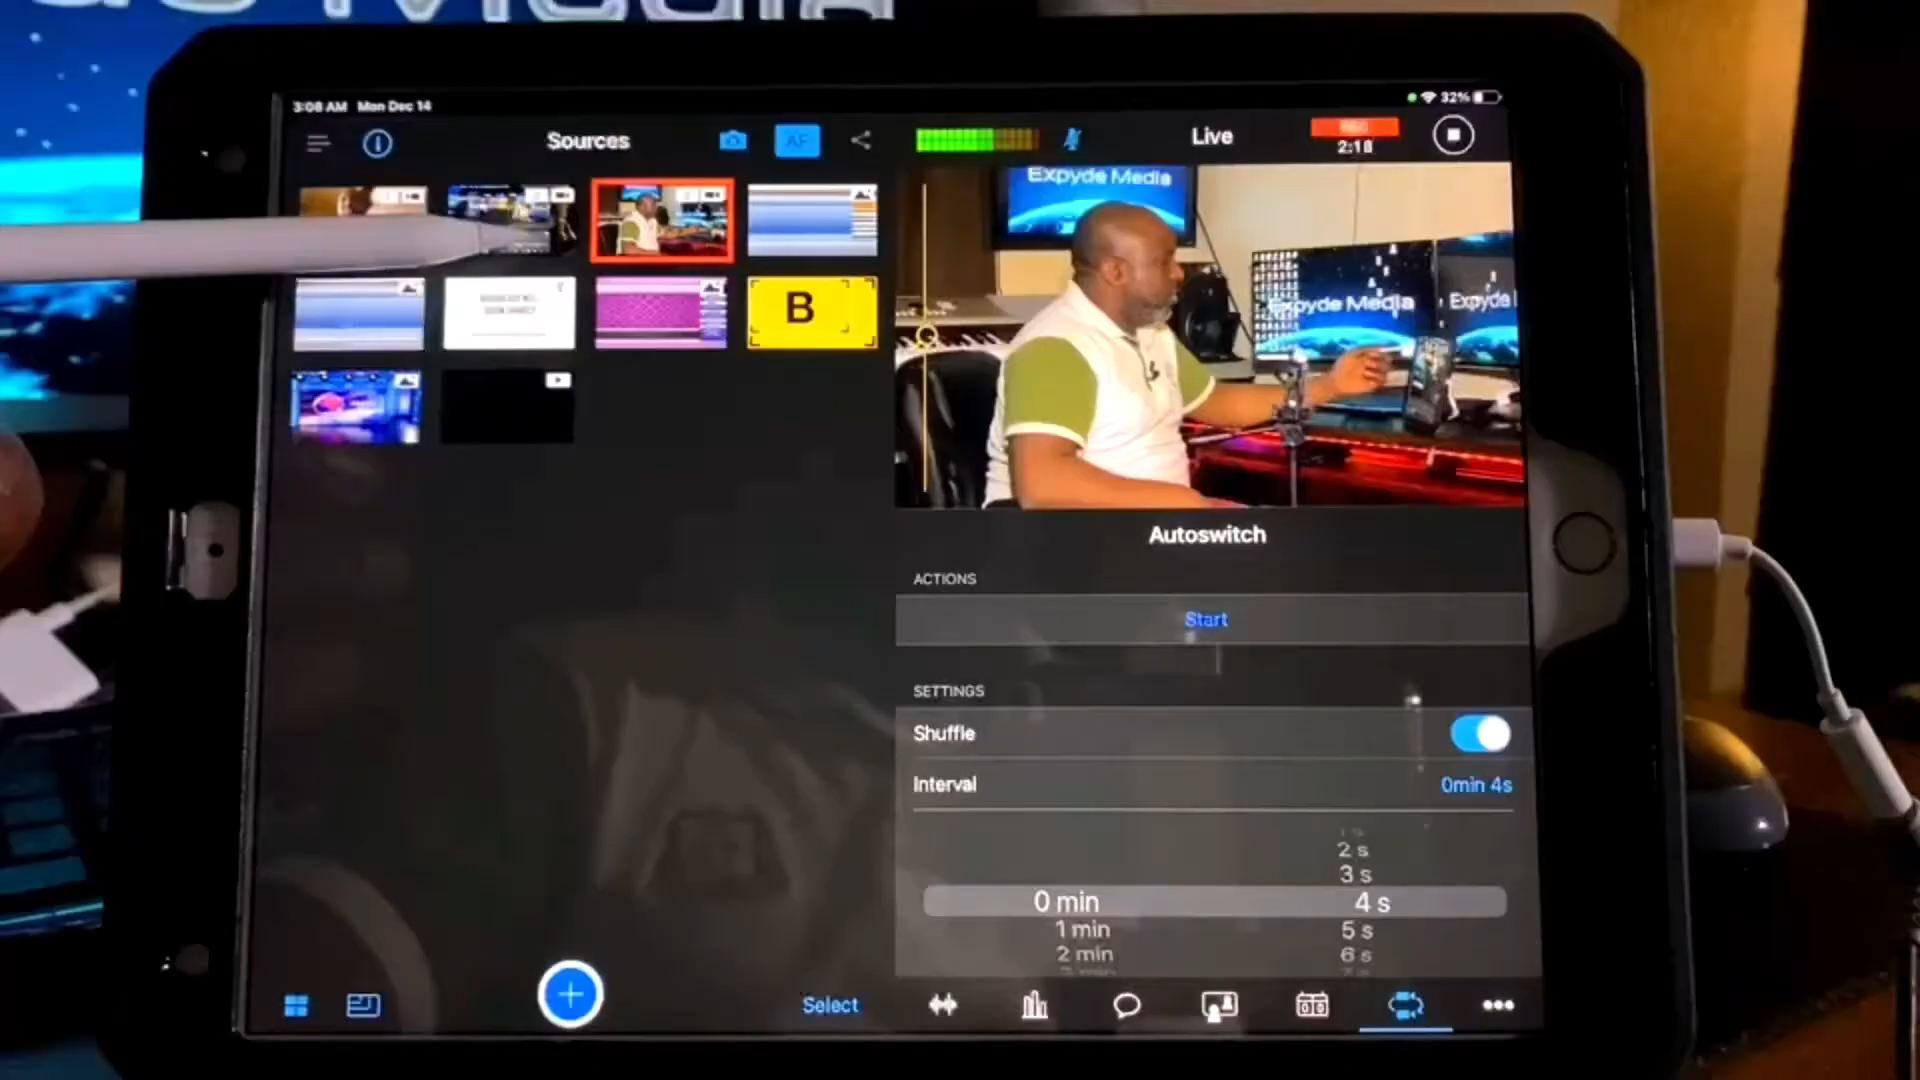 3:08 AM Mon Dec 14
32%
Sources
AF
Live
REC
2:18
Expyde Media
Expyde Media
B
Autoswitch
ACTIONS
Start
SETTINGS
Shuffle
Interval
0min 4s
2 s
3 s
0 min
4 s
1 min
5 s
2 min
6 s
Select